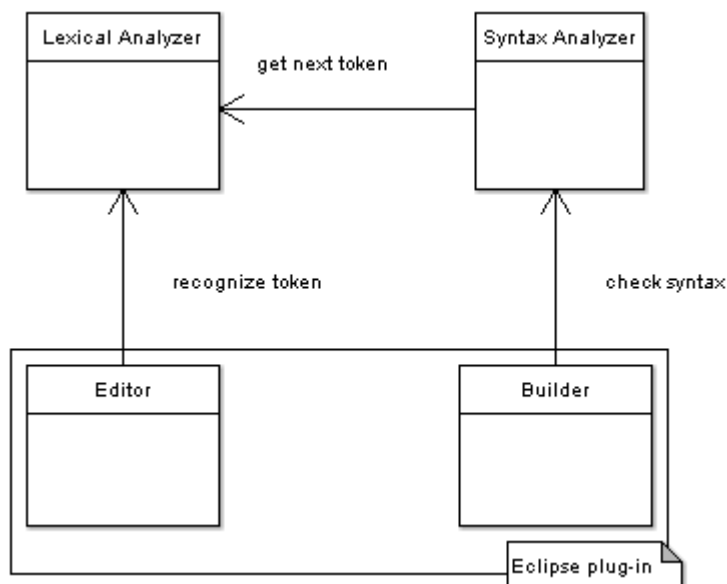 Lexical Analyzer
Syntax Analyzer
get next token
recognize token
check syntax
Editor
Builder
Eclipse plug-in